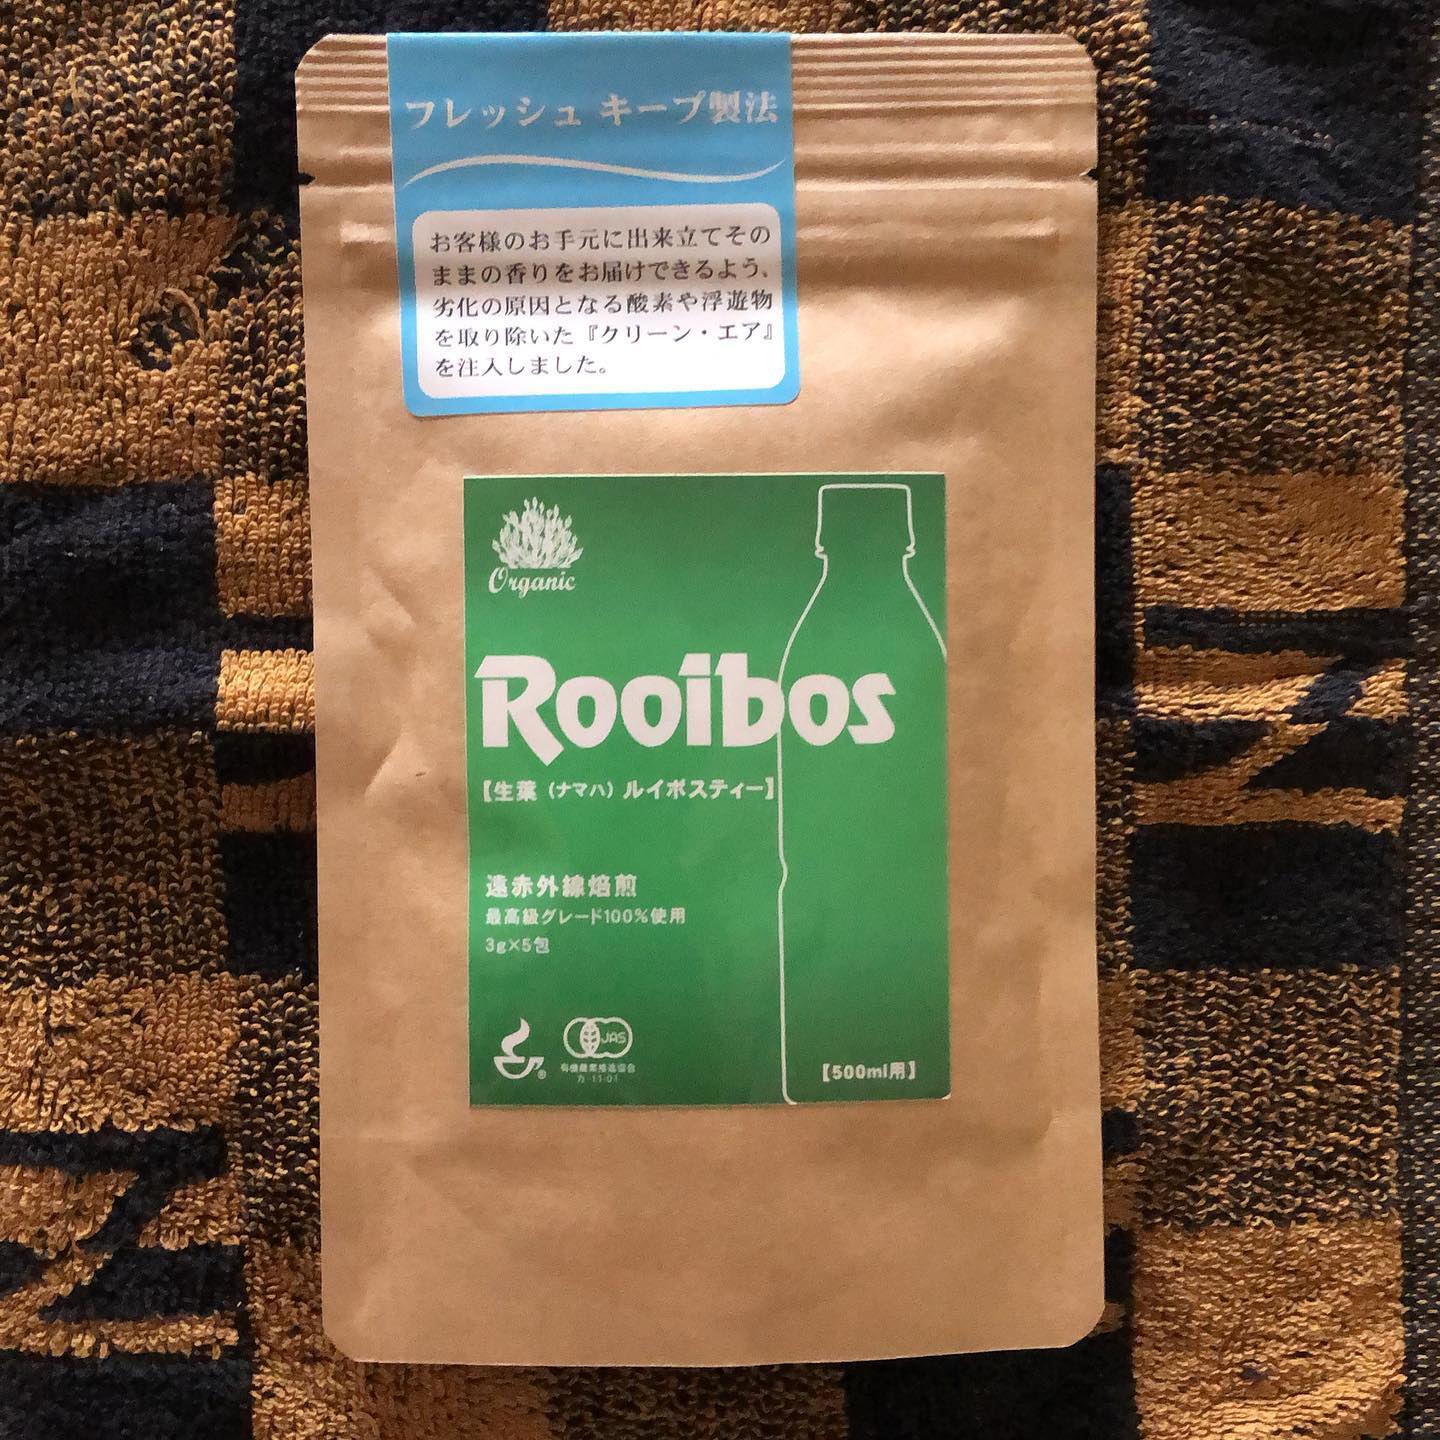 フレッシュ キープ製法
お客様のお手元に出来立てその
ままの香りをお届けできるよう、
劣化の原因となる酸素や浮遊物
を取り除いた『クリーン・エア』
を注入しました。
Organic
Rooibos
【生葉（ナマハ）ルイボスティー】
遠赤外線焙煎
最高級グレード100％使用
3g×5包
®
JAS
【500ml用】